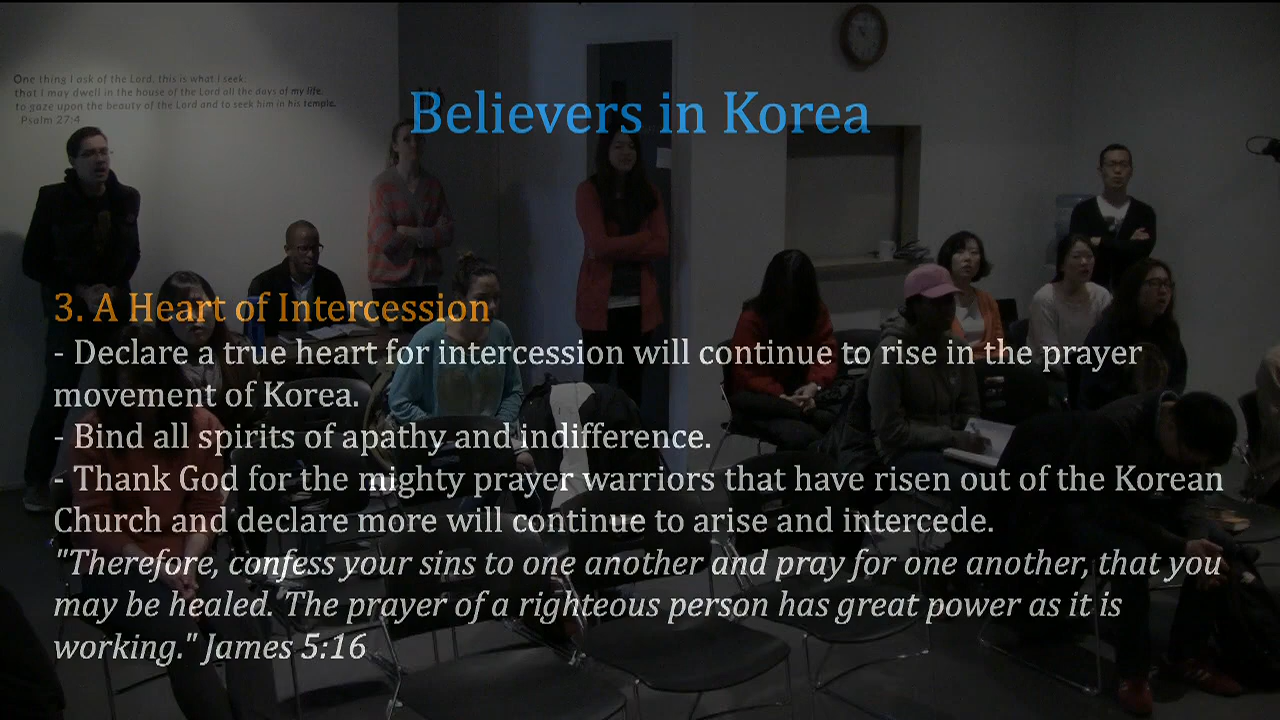 One thing I ask of the Lord, this is what I seek:
that I may dwell in the house of the Lord all the days of my life,
to gaze upon the beauty of the Lord and to seek him in his temple.
Psalm 27:4
Believers in Korea
3. A Heart of Intercession
- Declare a true heart for intercession will continue to rise in the prayer
movement of Korea.
- Bind all spirits of apathy and indifference.
- Thank God for the mighty prayer warriors that have risen out of the Korean
Church and declare more will continue to arise and intercede.
"Therefore, confess your sins to one another and pray for one another, that you
may be healed. The prayer of a righteous person has great power as it is
working." James 5:16